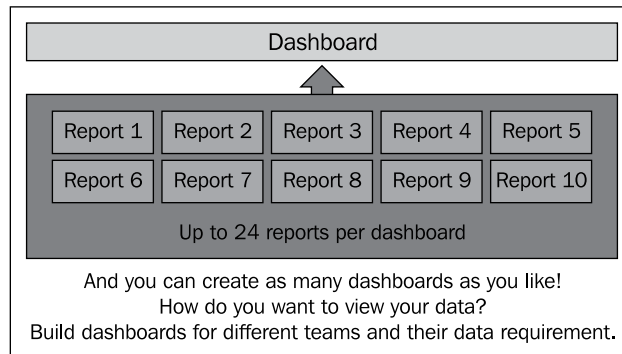 Dashboard
Report 1 Report 2 Report 3 Report 4 Report 5
Report 6 Report 7 Report 8 Report 9 Report 10
Up to 24 reports per dashboard
And you can create as many dashboards as you like!
How do you want to view your data?
Build dashboards for different teams and their data requirement.